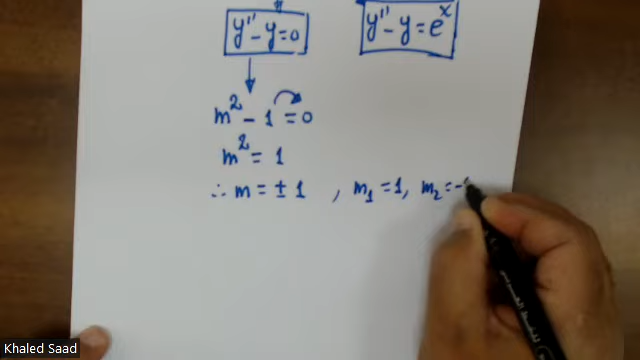 y'' - y = 0
y'' - y = e^x
m² - 1 = 0
m² = 1
∴ m = ± 1 , m₁ = 1, m₂ = -
Khaled Saad